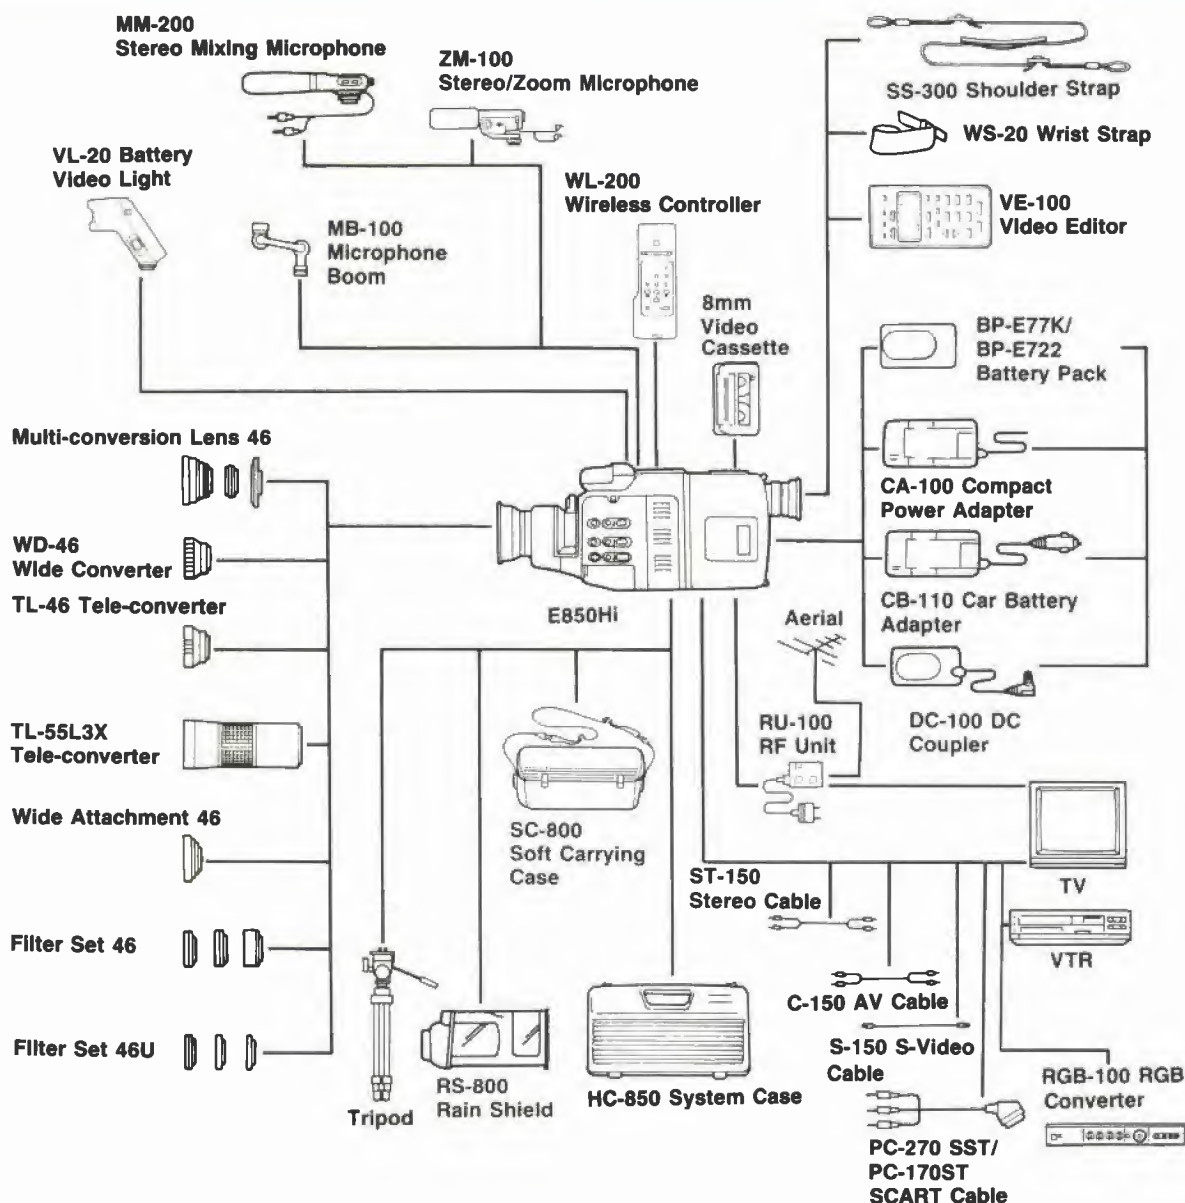 MM-200
Stereo Mixing Microphone
ZM-100
Stereo/Zoom Microphone
SS-300 Shoulder Strap
WS-20 Wrist Strap
VL-20 Battery
Video Light
WL-200
Wireless Controller
VE-100
Video Editor
MB-100
Microphone
Boom
8mm
Video
Cassette
BP-E77K/
BP-E722
Battery Pack
Multi-conversion Lens 46
CA-100 Compact
Power Adapter
WD-46
Wide Converter
CB-110 Car Battery
Adapter
TL-46 Tele-converter
E850Hi
Aerial
RU-100
RF Unit
DC-100 DC
Coupler
TL-55L3X
Tele-converter
Wide Attachment 46
SC-800
Soft Carrying
Case
ST-150
Stereo Cable
TV
Filter Set 46
VTR
C-150 AV Cable
Filter Set 46U
S-150 S-Video
Cable
RS-800
Rain Shield
Tripod
HC-850 System Case
RGB-100 RGB
Converter
PC-270 SST/
PC-170ST
SCART Cable